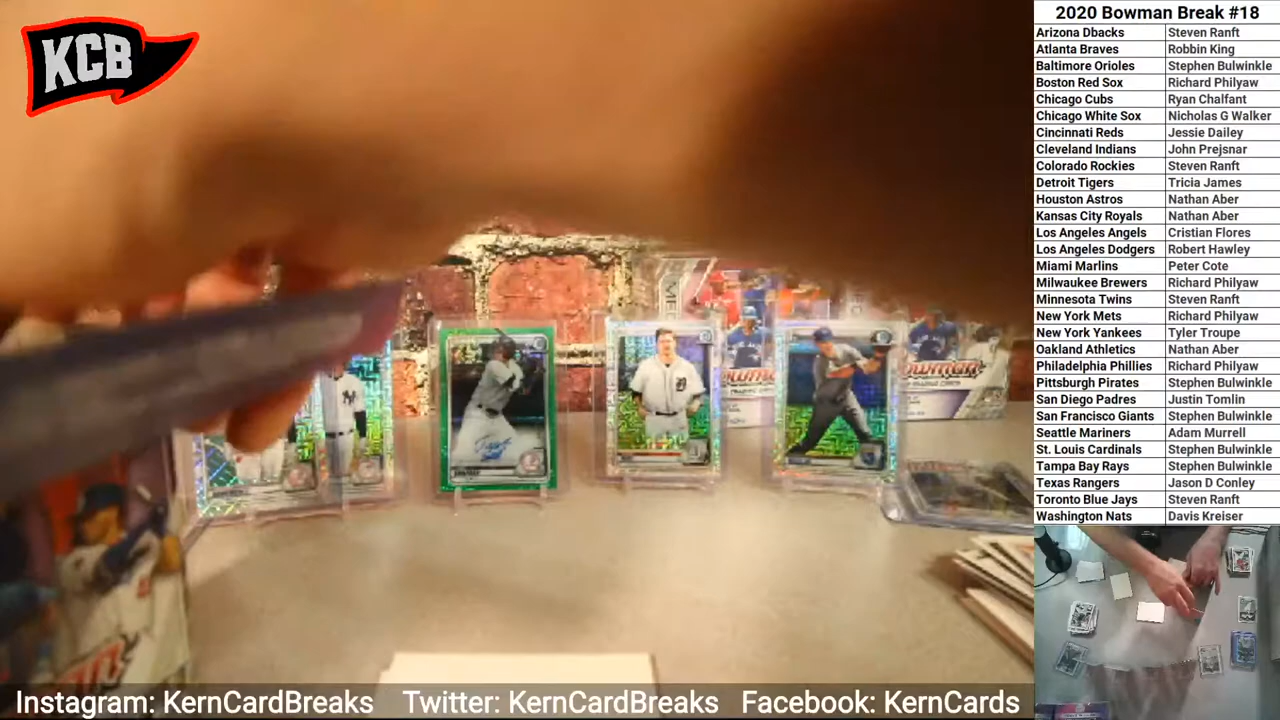 KCB
2020 Bowman Break #18
Arizona Dbacks Steven Ranft
Atlanta Braves Robbin King
Baltimore Orioles Stephen Bulwinkle
Boston Red Sox Richard Philyaw
Chicago Cubs Ryan Chalfant
Chicago White Sox Nicholas G Walker
Cincinnati Reds Jessie Dailey
Cleveland Indians John Prejsnar
Colorado Rockies Steven Ranft
Detroit Tigers Tricia James
Houston Astros Nathan Aber
Kansas City Royals Nathan Aber
Los Angeles Angels Cristian Flores
Los Angeles Dodgers Robert Hawley
Miami Marlins Peter Cote
Milwaukee Brewers Richard Philyaw
Minnesota Twins Steven Ranft
New York Mets Richard Philyaw
New York Yankees Tyler Troupe
Oakland Athletics Nathan Aber
Philadelphia Phillies Richard Philyaw
Pittsburgh Pirates Stephen Bulwinkle
San Diego Padres Justin Tomlin
San Francisco Giants Stephen Bulwinkle
Seattle Mariners Adam Murrell
St. Louis Cardinals Stephen Bulwinkle
Tampa Bay Rays Stephen Bulwinkle
Texas Rangers Jason D Conley
Toronto Blue Jays Steven Ranft
Washington Nats Davis Kreiser
Instagram: KernCardBreaks Twitter: KernCardBreaks Facebook: KernCards